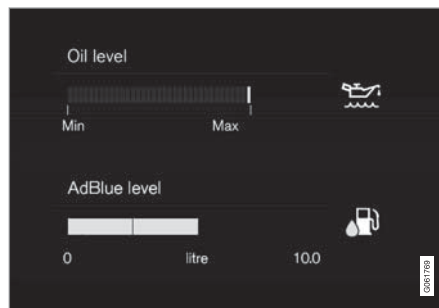 Oil level
Min Max
AdBlue level
0 litre 10.0
G061769